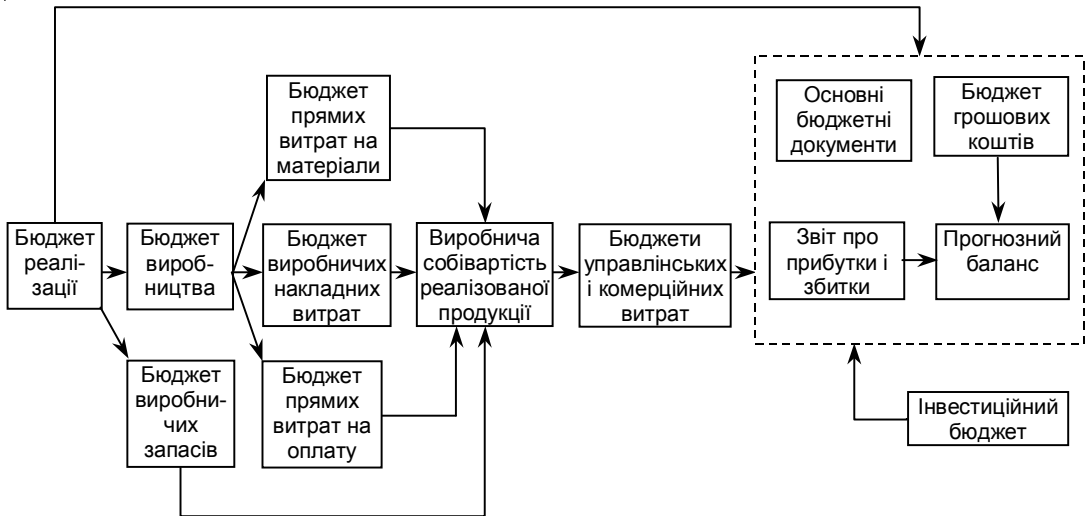 Бюджет
прямих
витрат на
матеріали
Основні
бюджетні
документи
Бюджет
грошових
коштів
Бюджет
реалі-
зації
Бюджет
вироб-
ництва
Бюджет
виробничих
накладних
витрат
Виробнича
собівартість
реалізованої
продукції
Бюджети
управлінських
і комерційних
витрат
Звіт про
прибутки і
збитки
Прогнозний
баланс
Бюджет
виробни-
чих
запасів
Бюджет
прямих
витрат на
оплату
Інвестиційний
бюджет